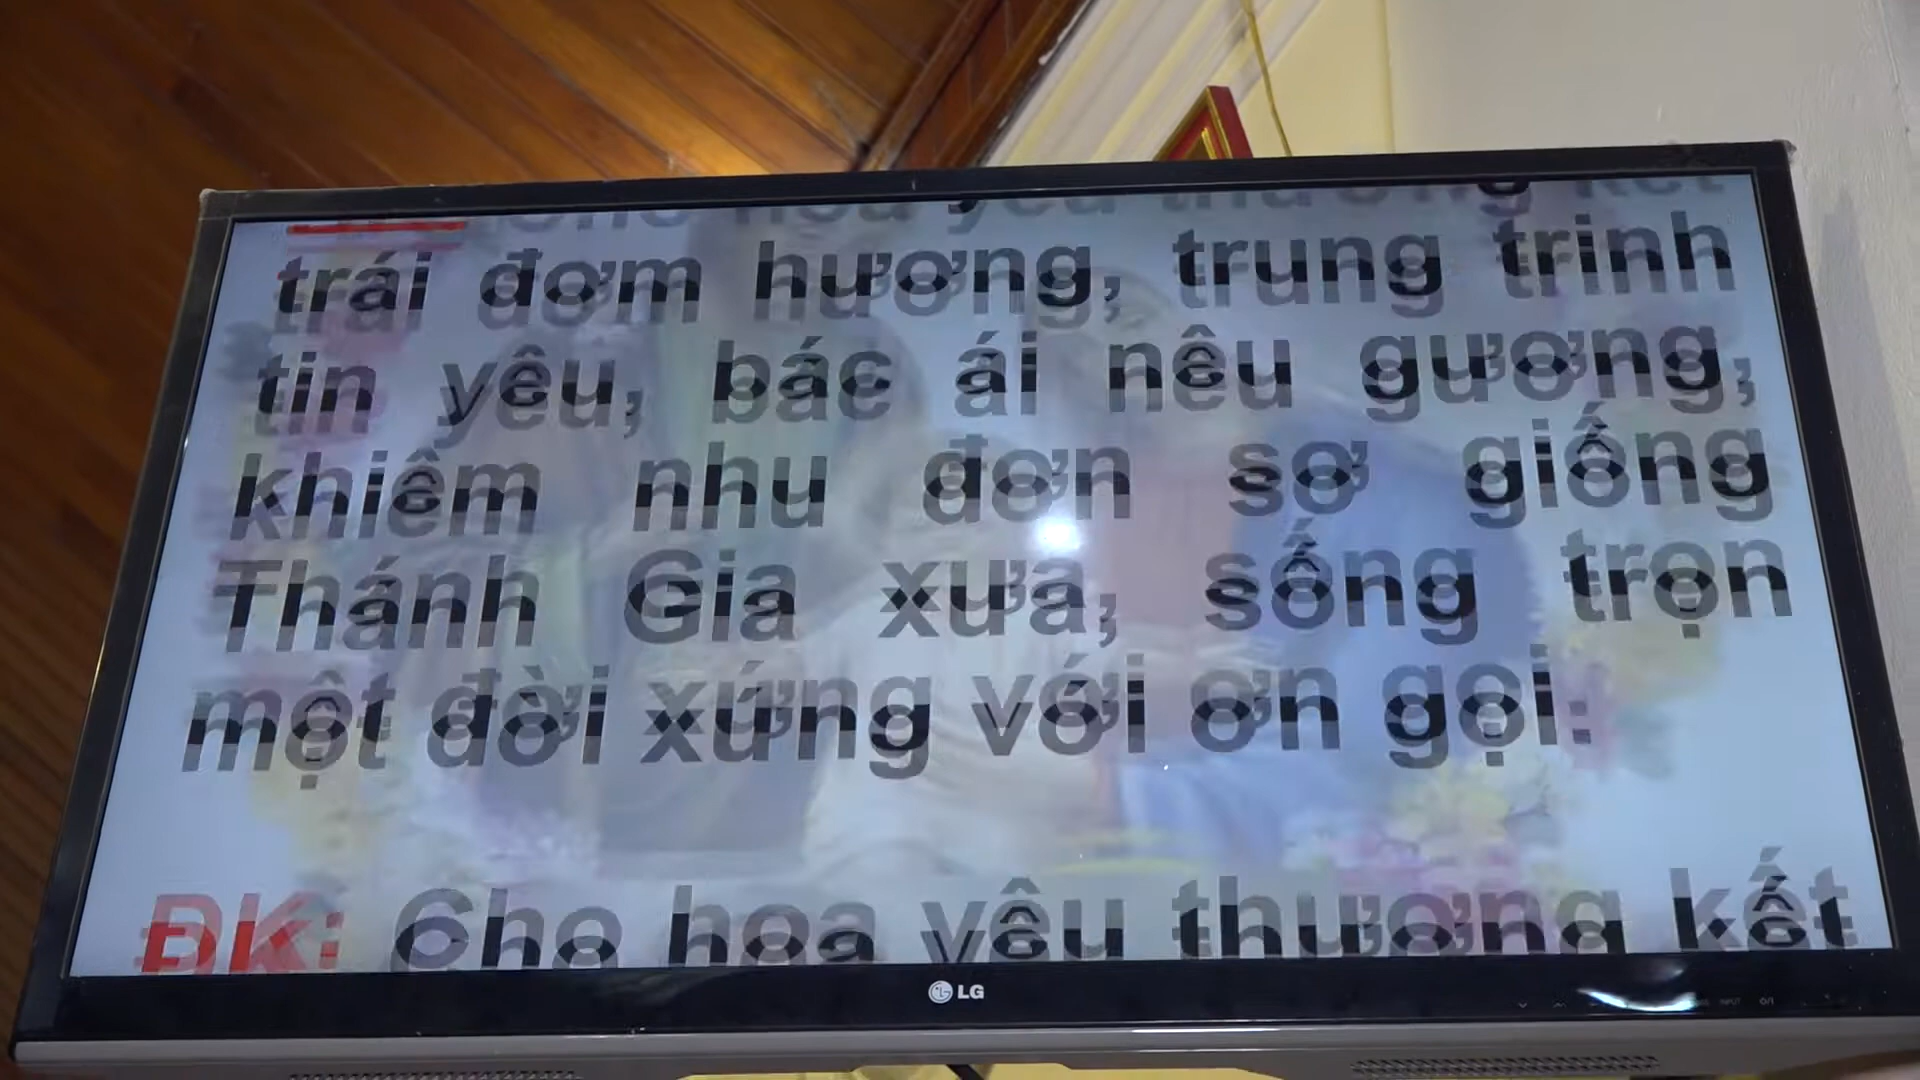 trái đơm hương, trung trinh
tin yêu, bác ái nêu gương,
khiêm nhu đơn sơ giống
Thánh Gia xưa, sống trọn
một đời xứng với ơn gọi.
ĐK: Cho hoa yêu thương kết
LG